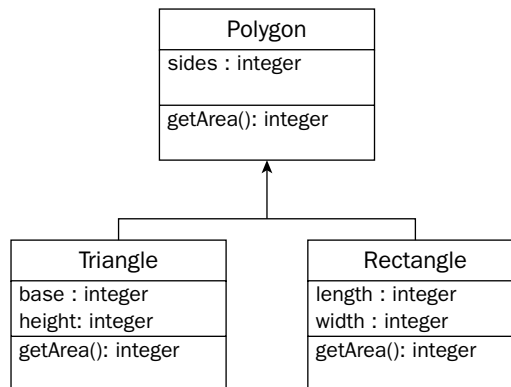 Polygon
sides : integer
getArea(): integer
Triangle
base : integer
height: integer
getArea(): integer
Rectangle
length : integer
width : integer
getArea(): integer